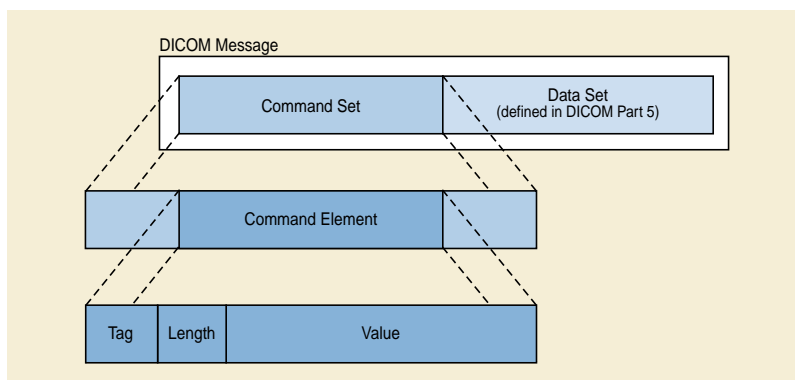 DICOM Message
Command Set
Data Set
(defined in DICOM Part 5)
Command Element
Tag
Length
Value